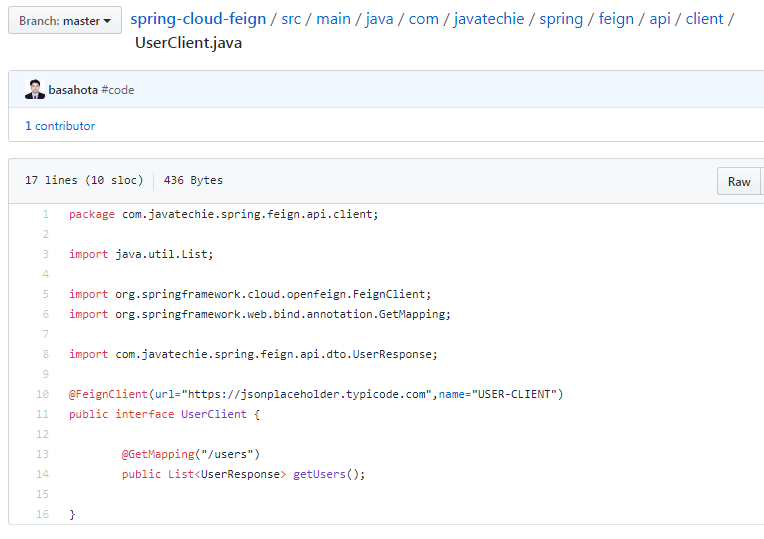 Branch: master spring-cloud-feign / src / main / java / com / javatechie / spring / feign / api / client /
UserClient.java
basahota #code
1 contributor
17 lines (10 sloc) 436 Bytes Raw
1 package com.javatechie.spring.feign.api.client;
2
3 import java.util.List;
4
5 import org.springframework.cloud.openfeign.FeignClient;
6 import org.springframework.web.bind.annotation.GetMapping;
7
8 import com.javatechie.spring.feign.api.dto.UserResponse;
9
10 @FeignClient(url="https://jsonplaceholder.typicode.com",name="USER-CLIENT")
11 public interface UserClient {
12
13 @GetMapping("/users")
14 public List<UserResponse> getUsers();
15
16 }